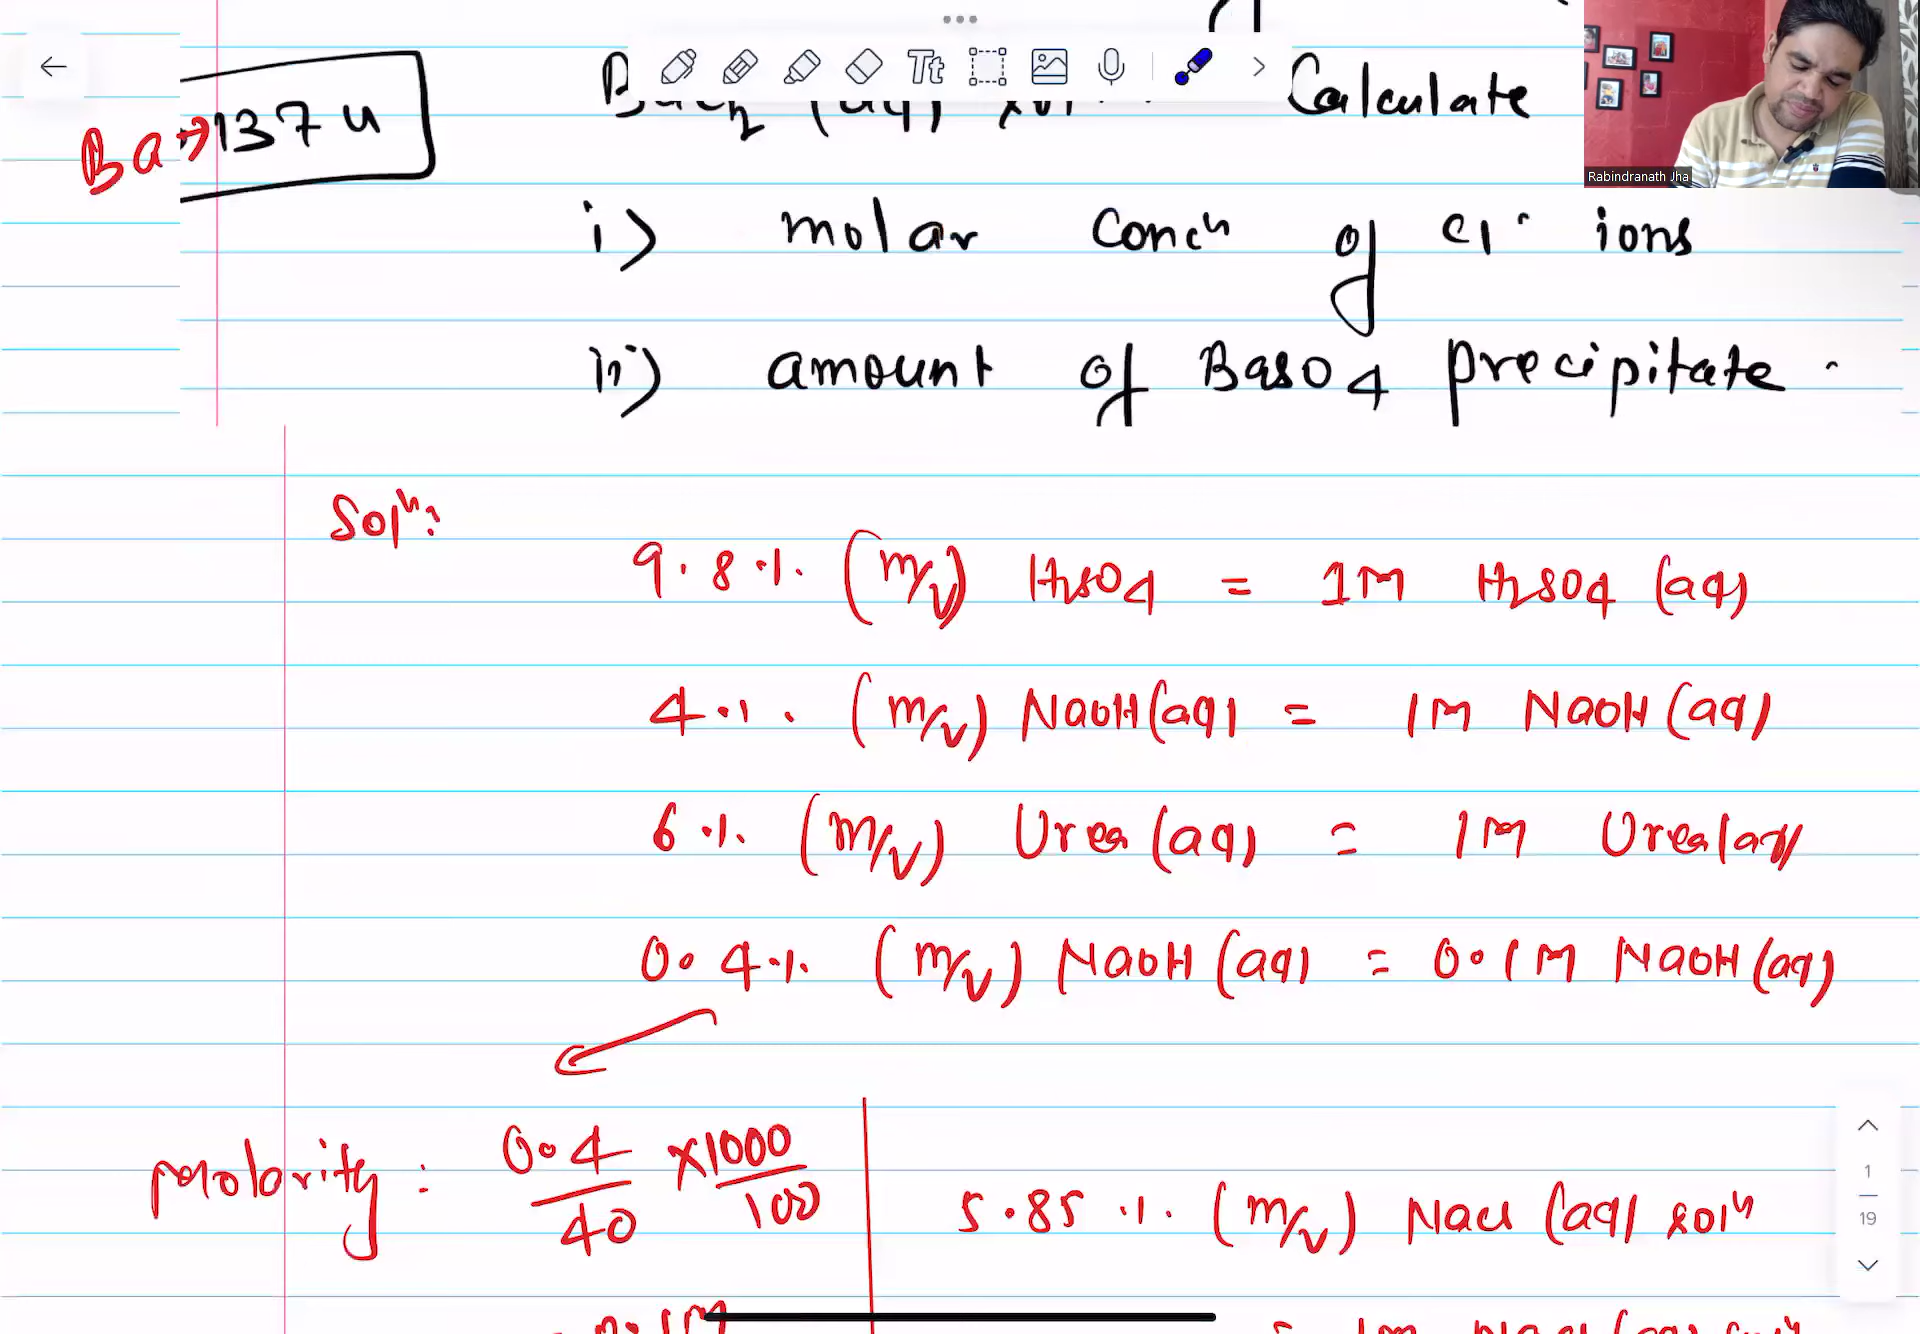 Calculate
Rabindranath Jha
Ba → 137 u
i) molar concn of Cl- ions
ii) amount of BaSO4 precipitate.
Soln:
9.8 % (m/v) H2SO4 = 1M H2SO4 (aq)
4 % (m/v) NaOH (aq) = 1M NaOH (aq)
6 % (m/v) Urea (aq) = 1M Urea (aq)
0.4 % (m/v) NaOH (aq) = 0.1M NaOH (aq)
Molarity : 0.4/40 × 1000/100
5.85 % (m/v) NaCl (aq) soln
1
19